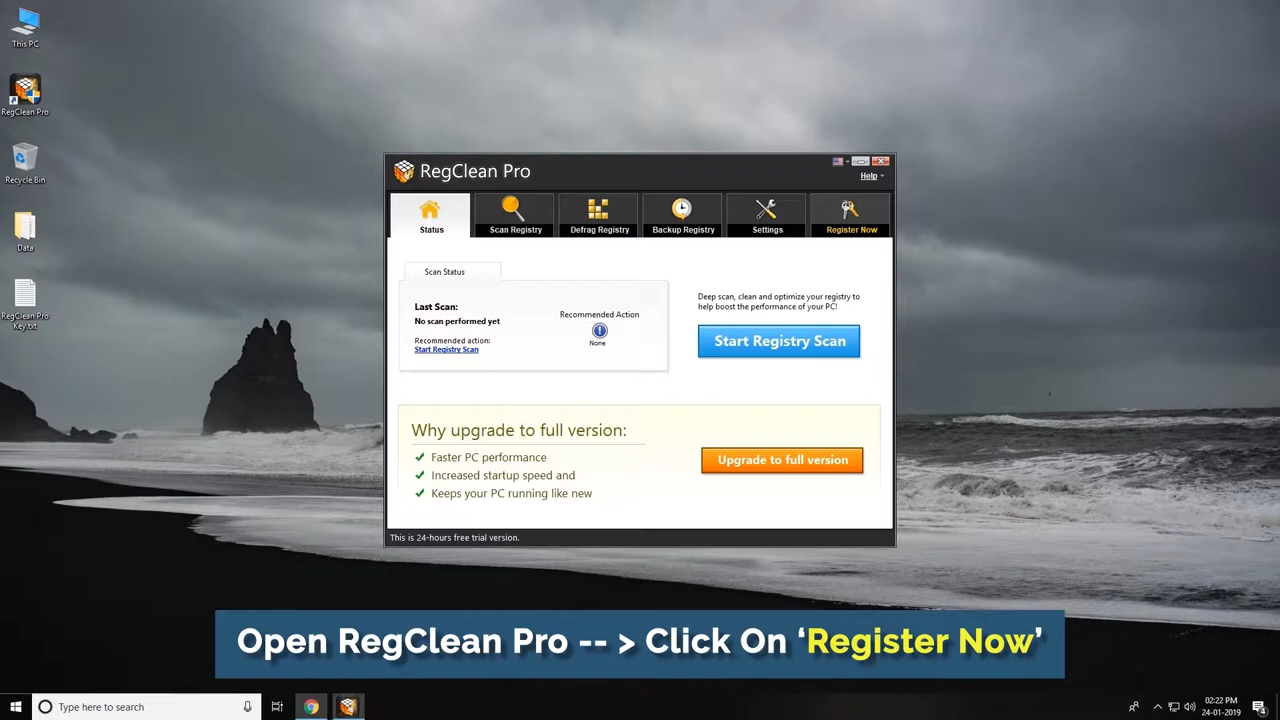 This PC
RegClean Pro
Recycle Bin
Data
RegClean Pro
Key.txt
RegClean Pro
Help
Status
Scan Registry
Defrag Registry
Backup Registry
Settings
Register Now
Scan Status
Last Scan:
No scan performed yet
Recommended action:
Start Registry Scan
Recommended Action
None
Deep scan, clean and optimize your registry to
help boost the performance of your PC!
Start Registry Scan
Why upgrade to full version:
Faster PC performance
Increased startup speed and
Keeps your PC running like new
Upgrade to full version
This is 24-hours free trial version.
Open RegClean Pro -- > Click On ‘Register Now’
Type here to search
02:22 PM
24-01-2019
4